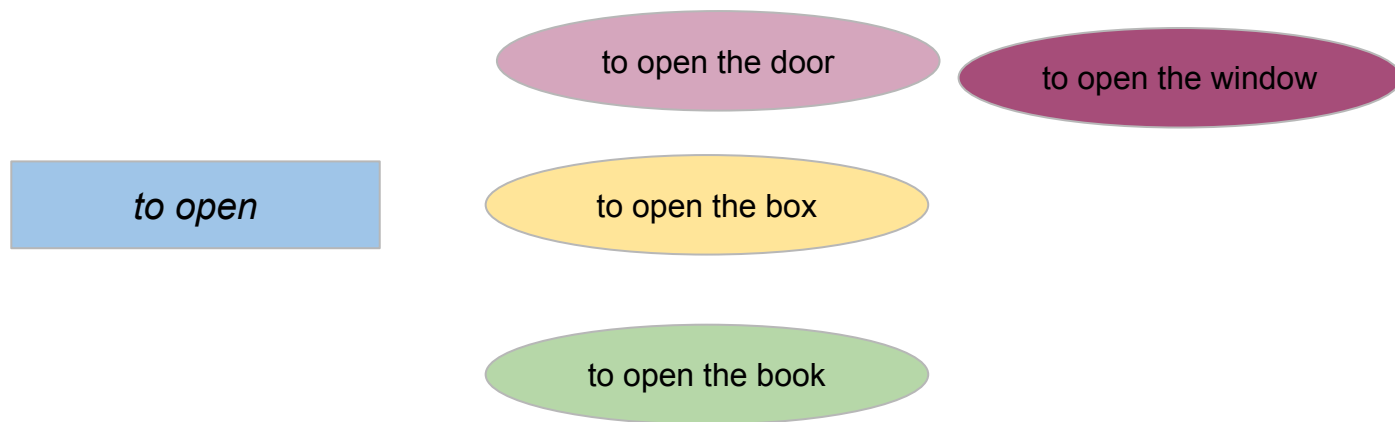 to open the door
to open the window
to open
to open the box
to open the book